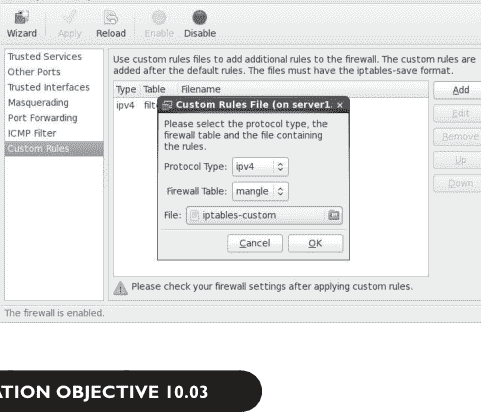 Wizard Apply Reload Enable Disable
Trusted Services
Other Ports
Trusted Interfaces
Masquerading
Port Forwarding
ICMP Filter
Custom Rules
Use custom rules files to add additional rules to the firewall. The custom rules are
added after the default rules. The files must have the iptables-save format.
Type Table Filename
ipv4
Add
Edit
Remove
Up
Down
Custom Rules File (on server1.
Please select the protocol type, the
firewall table and the file containing
the rules.
Protocol Type: ipv4
Firewall Table: mangle
File: iptables-custom
Cancel OK
Please check your firewall settings after applying custom rules.
The firewall is enabled.
ATION OBJECTIVE 10.03